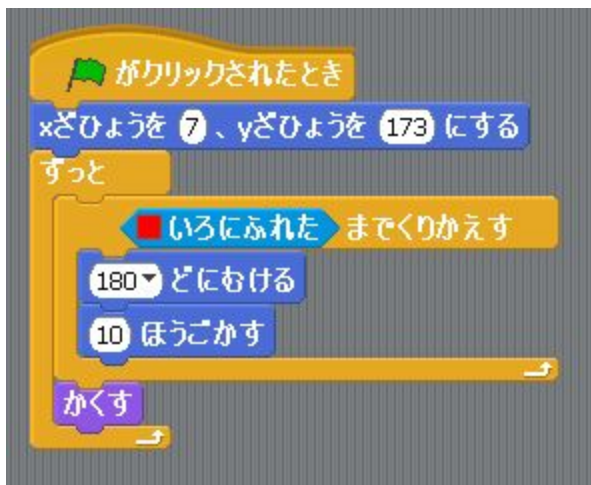 がクリックされたとき
xざひょうを 7 、yざひょうを 173 にする
ずっと
いろにふれた までくりかえす
180 どにむける
10 ほうごかす
かくす